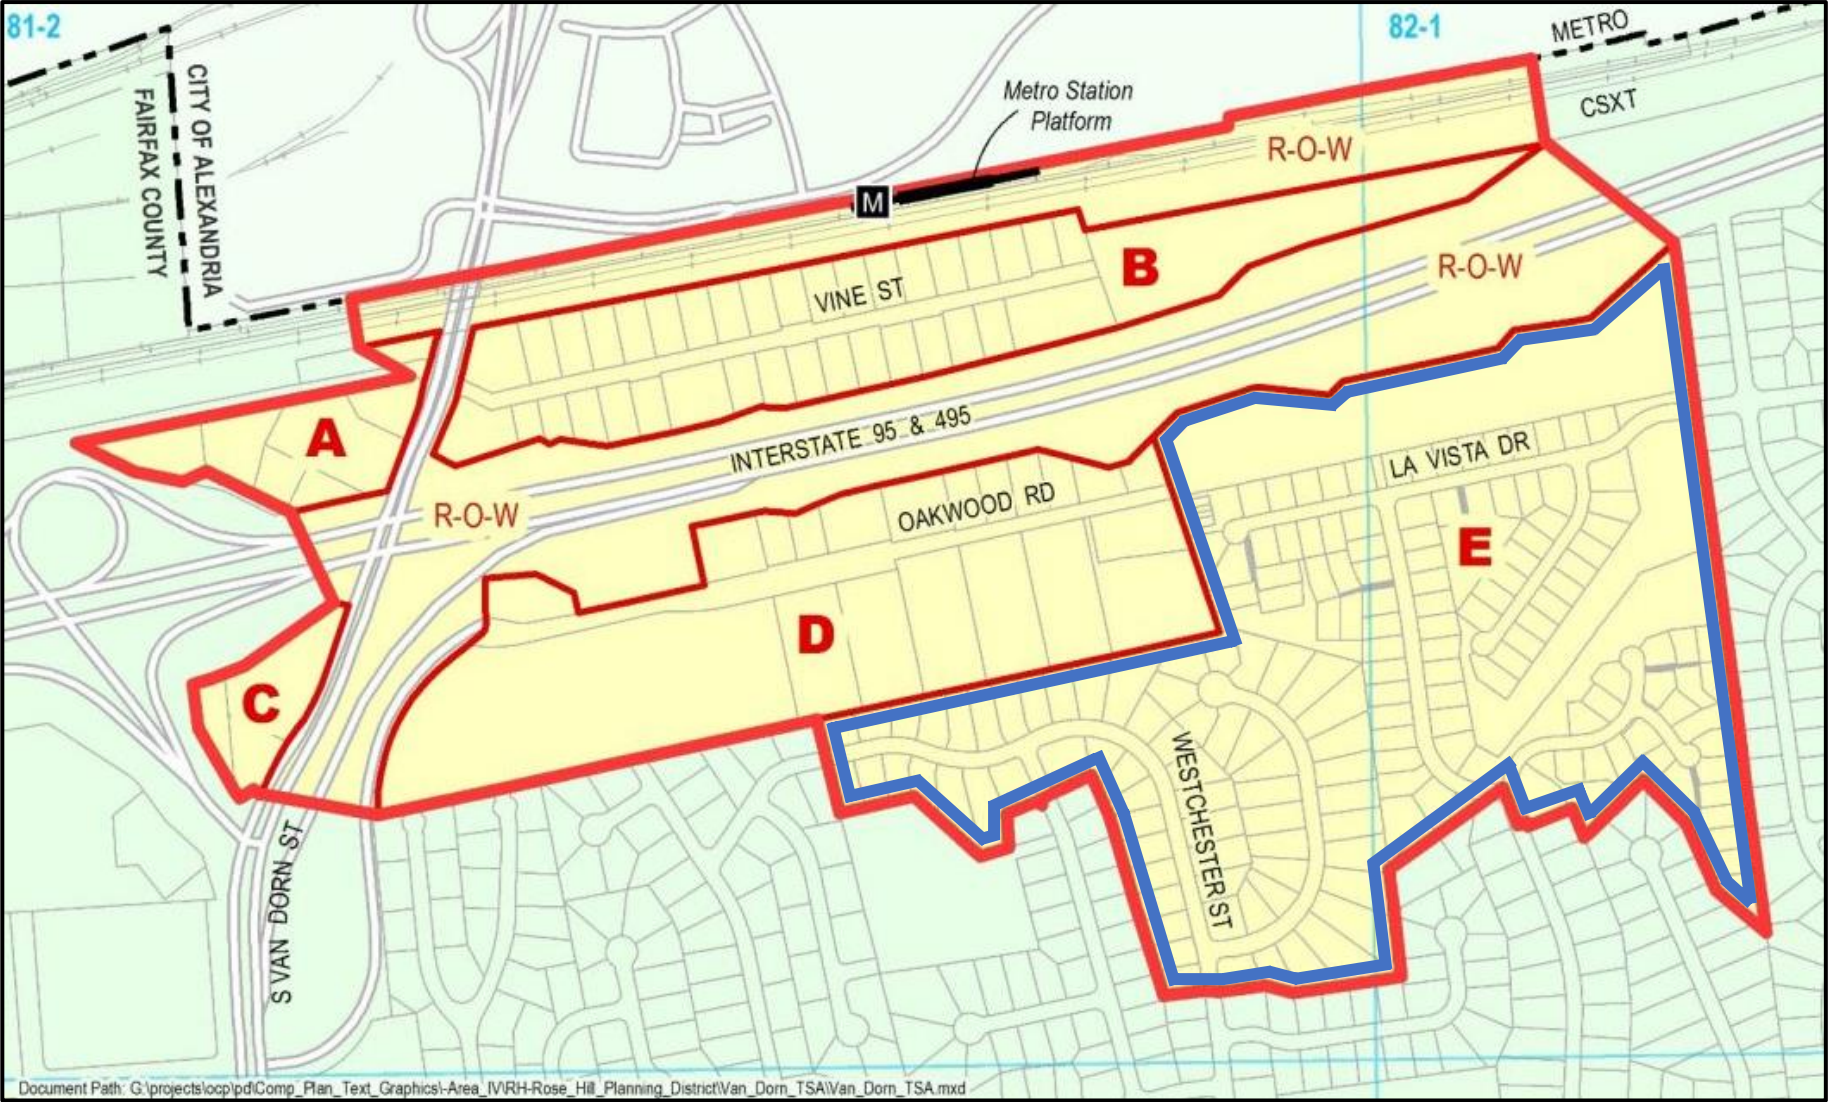 81-2
82-1
METRO
CSXT
CITY OF ALEXANDRIA
FAIRFAX COUNTY
Metro Station
Platform
M
R-O-W
B
R-O-W
VINE ST
A
INTERSTATE 95 & 495
R-O-W
LA VISTA DR
OAKWOOD RD
E
D
C
WESTCHESTER ST
S VAN DORN ST
Document Path: G:\projects\ocp\pd\Comp_Plan_Text_Graphics\-Area_IV\RH-Rose_Hill_Planning_District\Van_Dorn_TSA\Van_Dorn_TSA.mxd